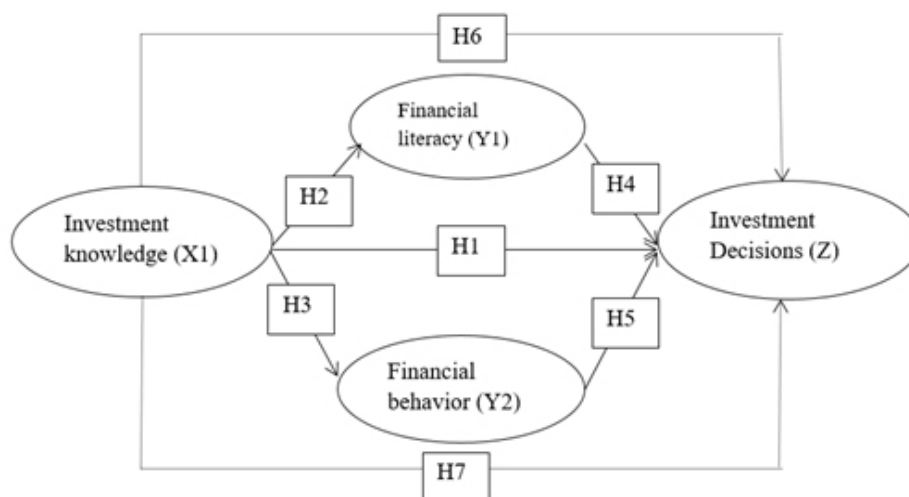 H6
Financial
literacy (Y1)
H2
H4
Investment
knowledge (X1)
H1
Investment
Decisions (Z)
H3
H5
Financial
behavior (Y2)
H7